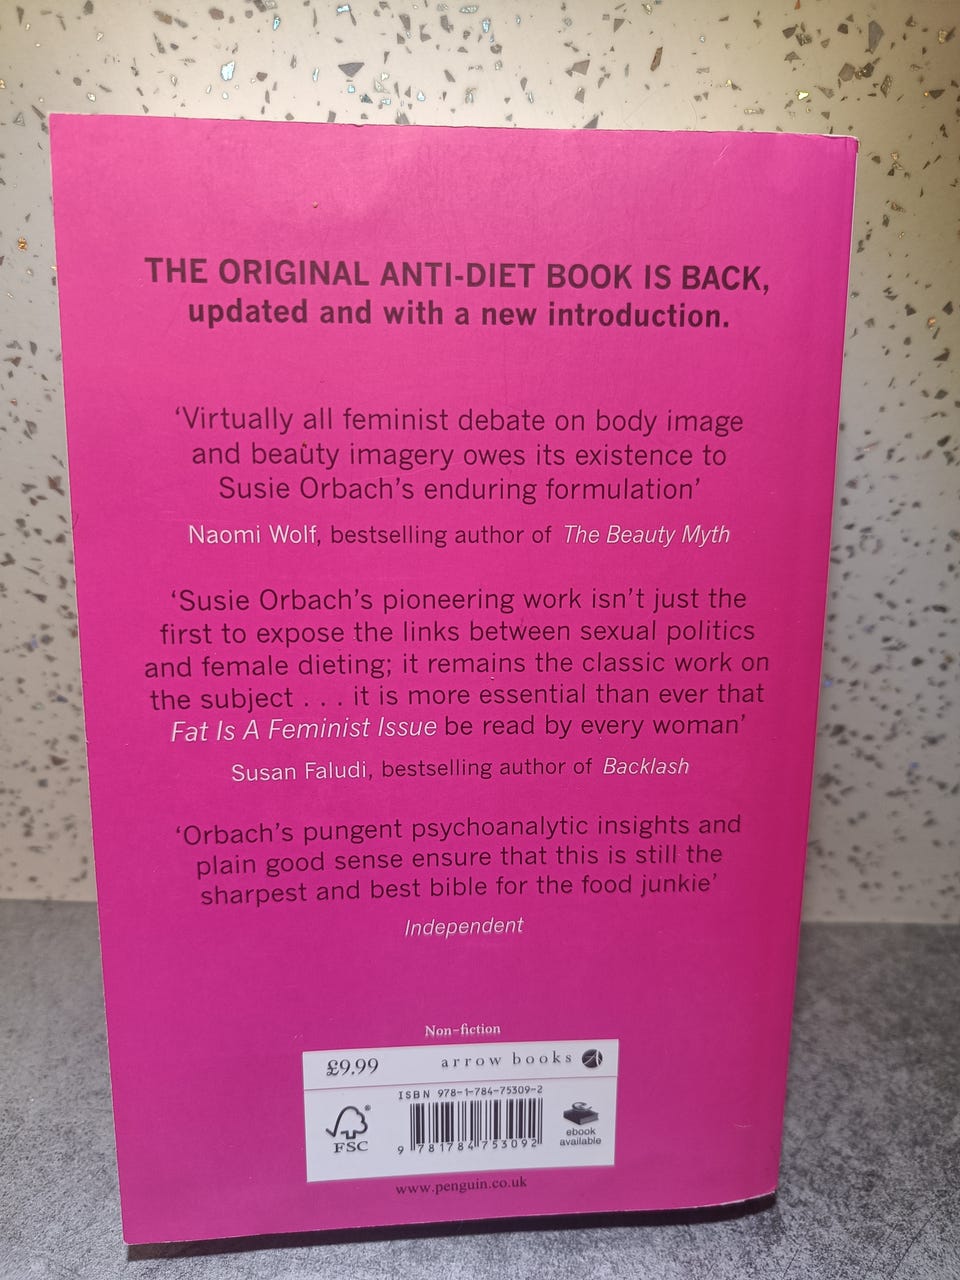 THE ORIGINAL ANTI-DIET BOOK IS BACK,
updated and with a new introduction.
‘Virtually all feminist debate on body image
and beauty imagery owes its existence to
Susie Orbach’s enduring formulation’
Naomi Wolf, bestselling author of The Beauty Myth
‘Susie Orbach’s pioneering work isn’t just the
first to expose the links between sexual politics
and female dieting; it remains the classic work on
the subject . . . it is more essential than ever that
Fat Is A Feminist Issue be read by every woman’
Susan Faludi, bestselling author of Backlash
‘Orbach’s pungent psychoanalytic insights and
plain good sense ensure that this is still the
sharpest and best bible for the food junkie’
Independent
Non-fiction
£9.99 arrow books
ISBN 978-1-784-75309-2
FSC®
9 781784 753092
ebook
available
www.penguin.co.uk